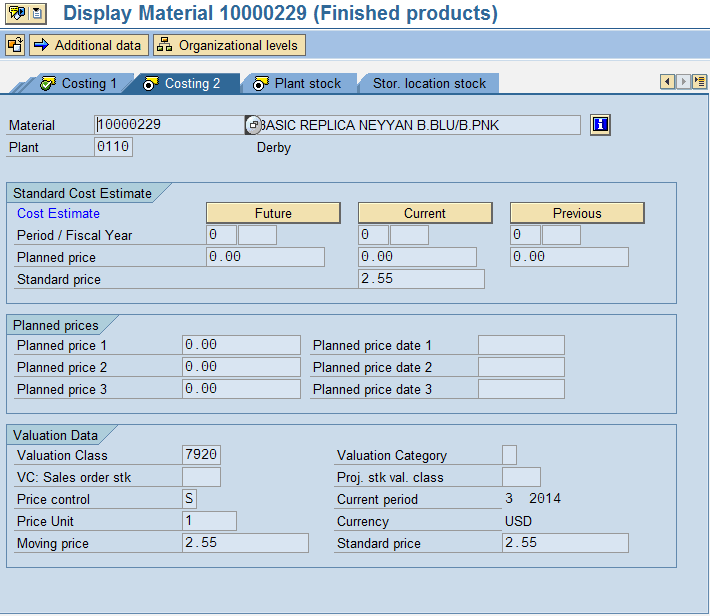 Display Material 10000229 (Finished products)
Additional data Organizational levels
Costing 1 Costing 2 Plant stock Stor. location stock
Material 10000229 BASIC REPLICA NEYYAN B.BLU/B.PNK
Plant 0110 Derby
Standard Cost Estimate
Cost Estimate Future Current Previous
Period / Fiscal Year 0 0 0
Planned price 0.00 0.00 0.00
Standard price 2.55
Planned prices
Planned price 1 0.00 Planned price date 1
Planned price 2 0.00 Planned price date 2
Planned price 3 0.00 Planned price date 3
Valuation Data
Valuation Class 7920 Valuation Category
VC: Sales order stk Proj. stk val. class
Price control S Current period 3 2014
Price Unit 1 Currency USD
Moving price 2.55 Standard price 2.55